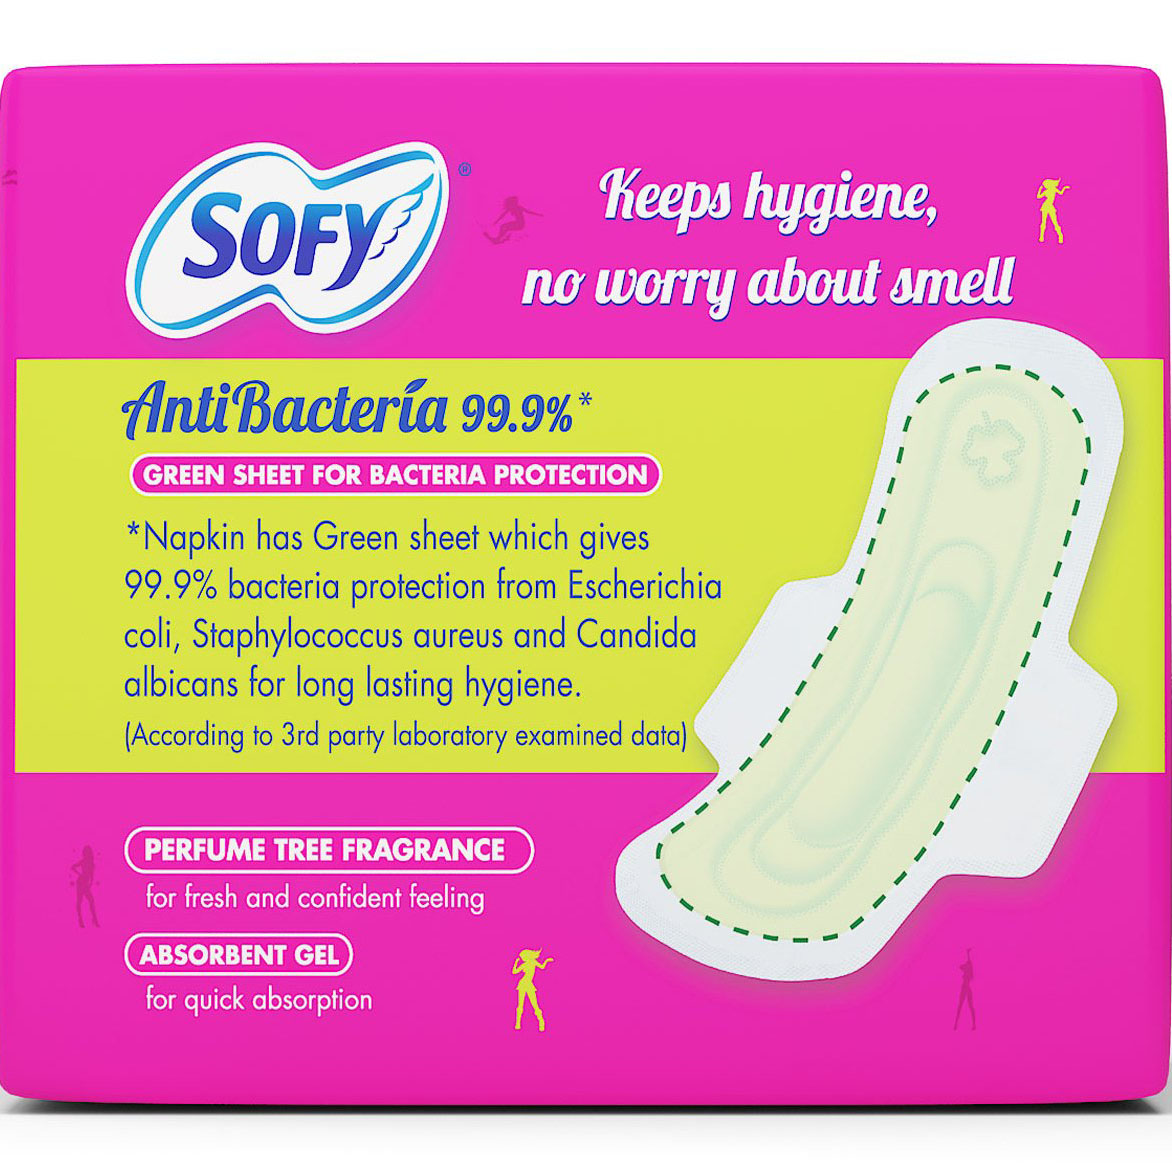 SOFY®
Keeps hygiene,
no worry about smell
AntiBacteria 99.9%*
GREEN SHEET FOR BACTERIA PROTECTION
*Napkin has Green sheet which gives
99.9% bacteria protection from Escherichia
coli, Staphylococcus aureus and Candida
albicans for long lasting hygiene.
(According to 3rd party laboratory examined data)
PERFUME TREE FRAGRANCE
for fresh and confident feeling
ABSORBENT GEL
for quick absorption